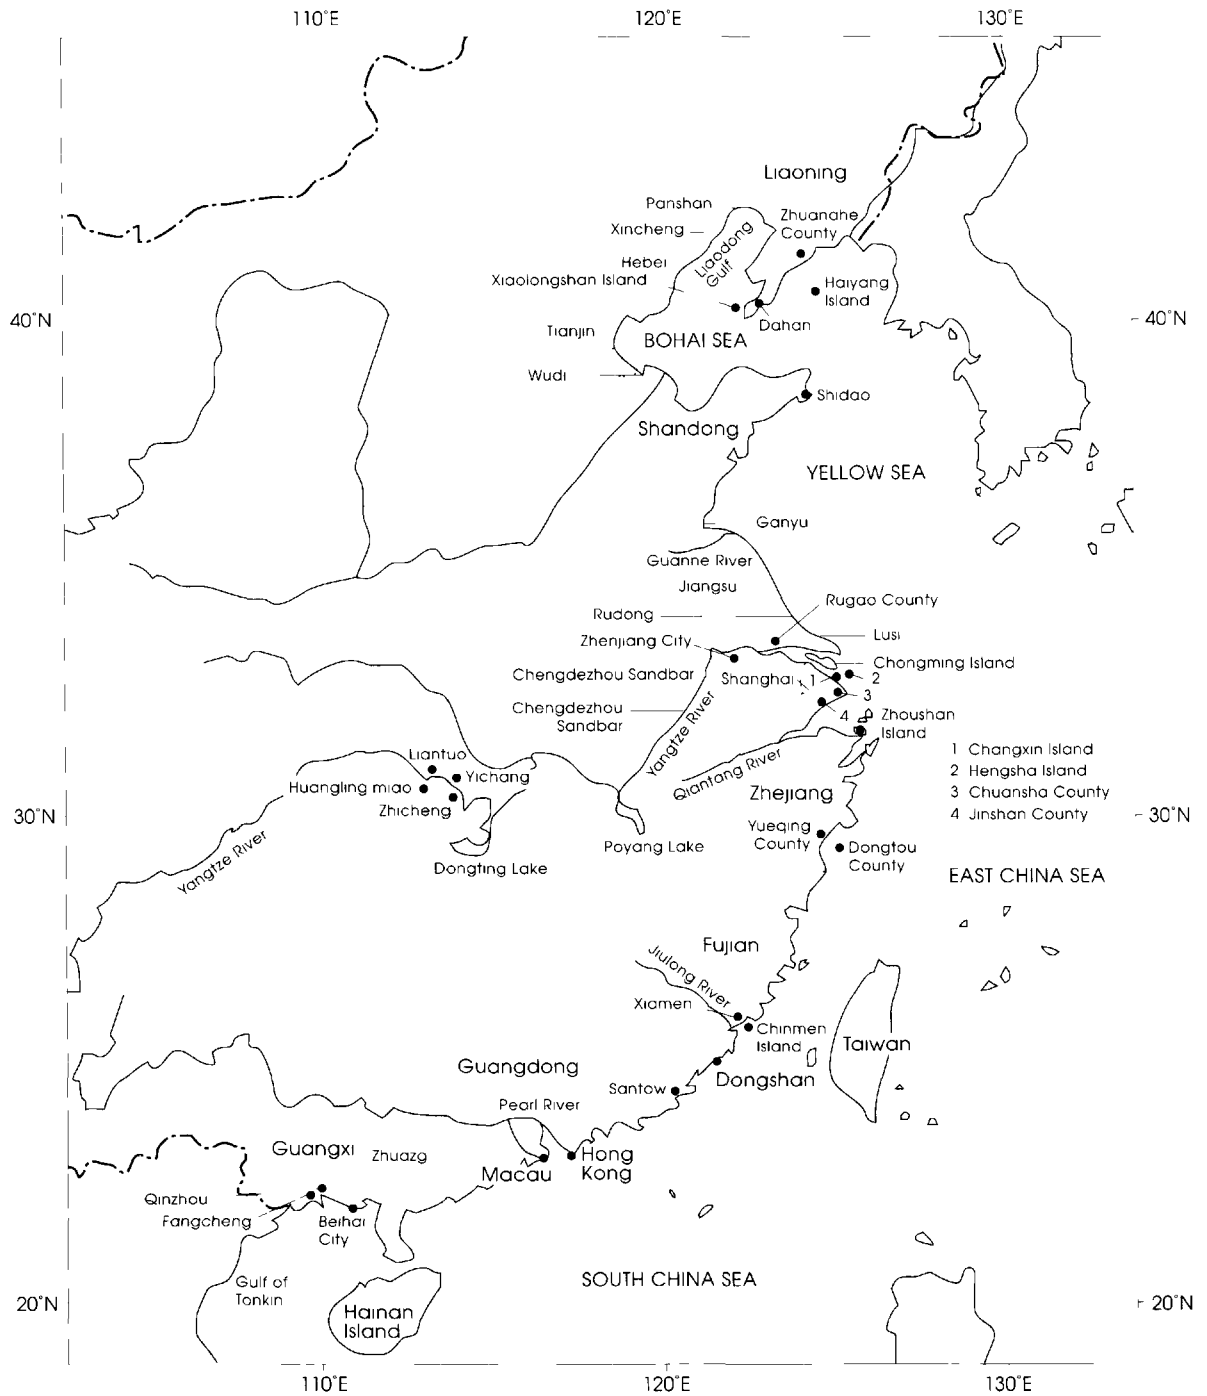 110°E
120°E
130°E
Liaoning
Panshan
Zhuanahe
County
Xincheng
Liaodong
Gulf
Hebei
Xiaolongshan Island
Haiyang
Island
40°N
40°N
Tianjin
Dahan
BOHAI SEA
Wudi
Shidao
Shandong
YELLOW SEA
Ganyu
Guanne River
Jiangsu
Rugao County
Rudong
Lusi
Zhenjiang City
Chongming Island
Chengdezhou Sandbar
Shanghai
1
2
3
4
Chengdezhou
Sandbar
Yangtze River
Zhoushan
Island
Qiantang River
1 Changxin Island
2 Hengsha Island
3 Chuansha County
4 Jinshan County
Liantuo
Yichang
Huangling miao
Zhicheng
Zhejiang
30°N
30°N
Yueqing
County
Poyang Lake
Dongtou
County
Yangtze River
Dongting Lake
EAST CHINA SEA
Fujian
Jiulong River
Xiamen
Chinmen
Island
Taiwan
Guangdong
Dongshan
Santow
Pearl River
Guangxi
Zhuazg
Macau
Hong
Kong
Qinzhou
Fangcheng
Beihai
City
Gulf of
Tonkin
SOUTH CHINA SEA
20°N
20°N
Hainan
Island
110°E
120°E
130°E